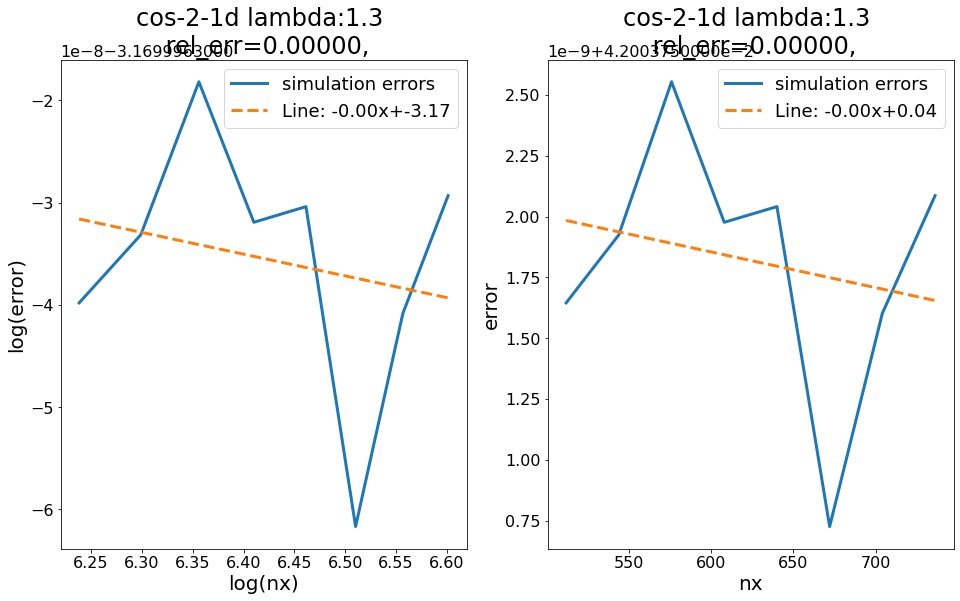 cos-2-1d lambda:1.3
rel_err=0.00000,
1e−8−3.1699963000
simulation errors
Line: -0.00x+-3.17
−2
−3
−4
−5
−6
log(error)
6.25 6.30 6.35 6.40 6.45 6.50 6.55 6.60
log(nx)
cos-2-1d lambda:1.3
rel_err=0.00000,
1e−9+4.2003750000e−2
simulation errors
Line: -0.00x+0.04
2.50
2.25
2.00
1.75
1.50
1.25
1.00
0.75
error
550 600 650 700
nx